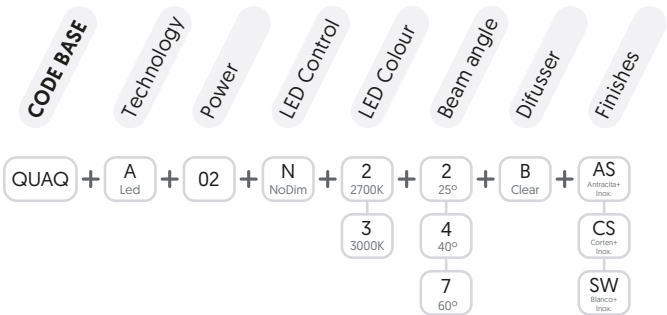 CODE BASE
Technology
Power
LED Control
LED Colour
Beam angle
Difusser
Finishes
QUAQ + A + 02 + N + 2 + 2 + B + AS
Led NoDim 2700K 25º Clear Antracita+
Inox.
3 4 CS
3000K 40º Corten+
Inox.
7 SW
60º Blanco+
Inox.